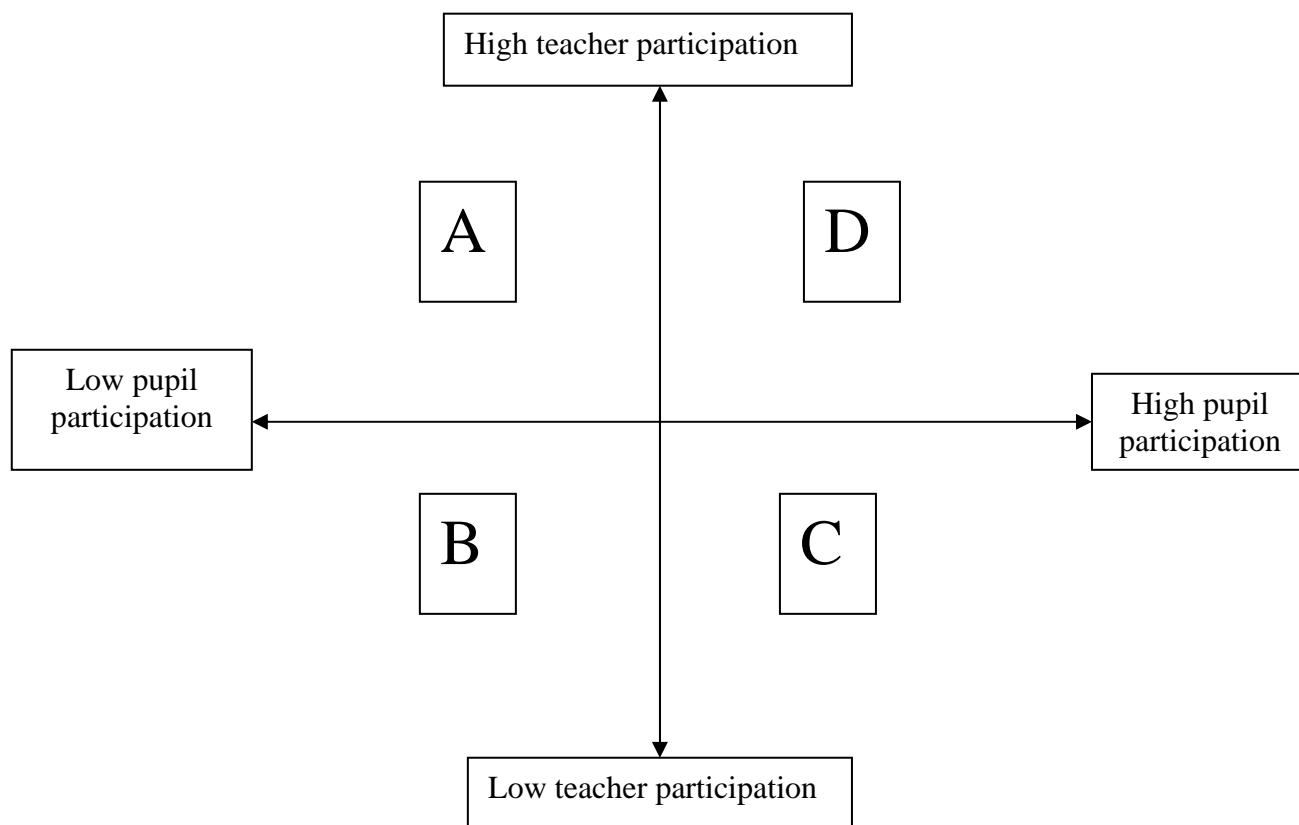 High teacher participation
A
D
Low pupil
participation
High pupil
participation
B
C
Low teacher participation